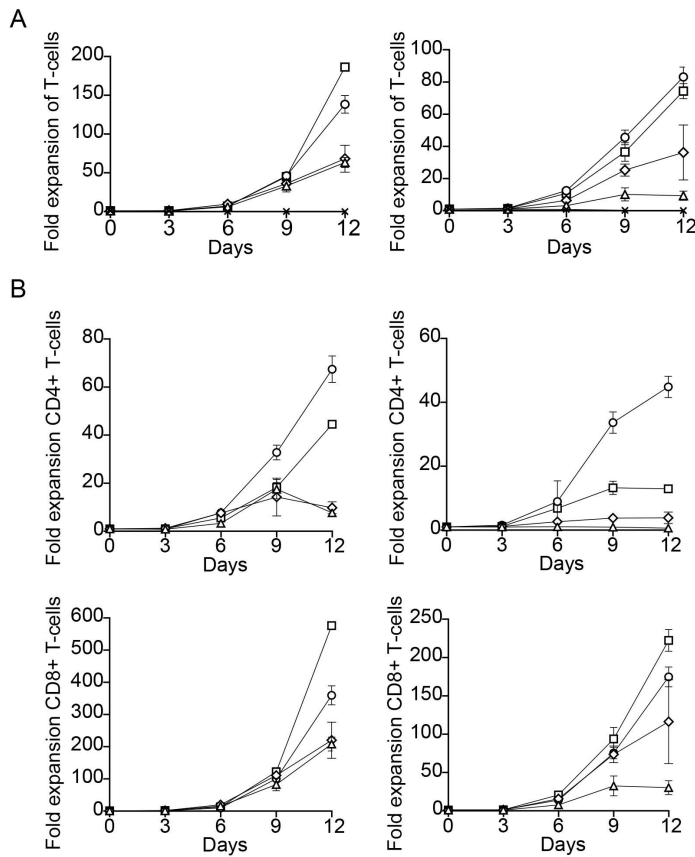 A
Fold expansion of T-cells
200
150
100
50
0
0 3 6 9 12
Days
Fold expansion of T-cells
100
80
60
40
20
0
0 3 6 9 12
Days
B
Fold expansion CD4+ T-cells
80
60
40
20
0
0 3 6 9 12
Days
Fold expansion CD4+ T-cells
60
40
20
0
0 3 6 9 12
Days
Fold expansion CD8+ T-cells
600
500
400
300
200
100
0
0 3 6 9 12
Days
Fold expansion CD8+ T-cells
250
200
150
100
50
0
0 3 6 9 12
Days